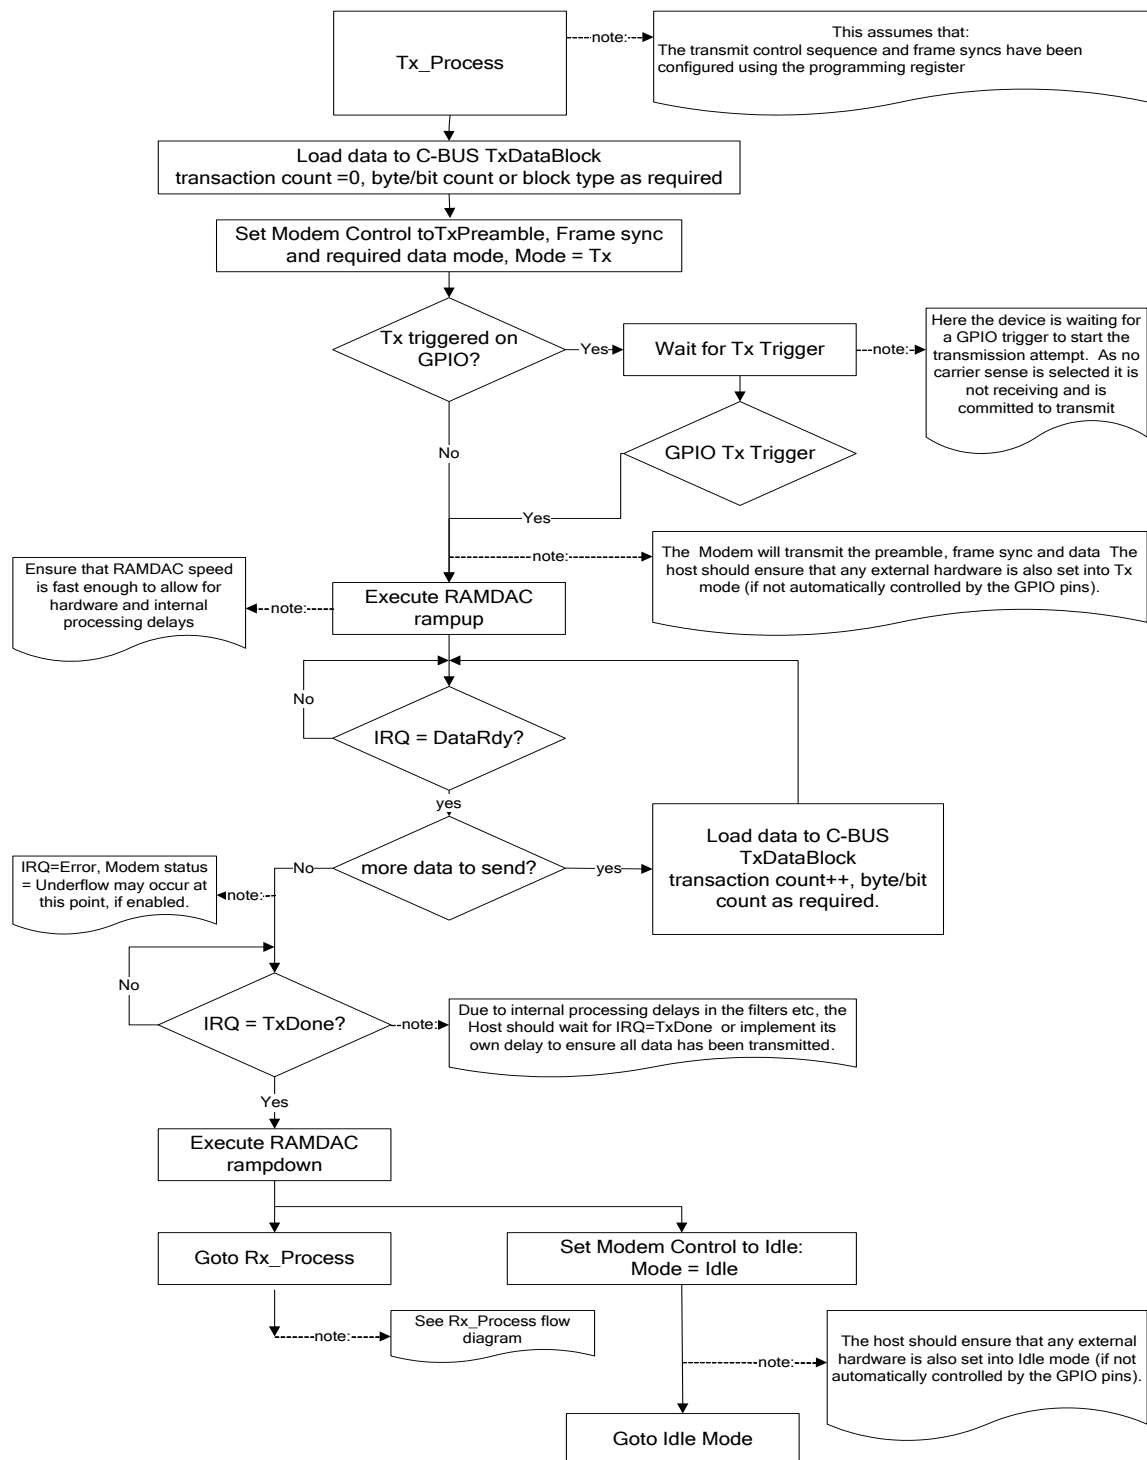 Tx_Process
note:
This assumes that:
The transmit control sequence and frame syncs have been
configured using the programming register
Load data to C-BUS TxDataBlock
transaction count =0, byte/bit count or block type as required
Set Modem Control toTxPreamble, Frame sync
and required data mode, Mode = Tx
Tx triggered on
GPIO?
Yes
Wait for Tx Trigger
note:
Here the device is waiting for
a GPIO trigger to start the
transmission attempt.  As no
carrier sense is selected it is
not receiving and is
committed to transmit
No
GPIO Tx Trigger
Yes
note:
The  Modem will transmit the preamble, frame sync and data  The
host should ensure that any external hardware is also set into Tx
mode (if not automatically controlled by the GPIO pins).
Ensure that RAMDAC speed
is fast enough to allow for
hardware and internal
processing delays
note:
Execute RAMDAC
rampup
No
IRQ = DataRdy?
yes
more data to send?
No
yes
Load data to C-BUS
TxDataBlock
transaction count++, byte/bit
count as required.
IRQ=Error, Modem status
= Underflow may occur at
this point, if enabled.
note:
No
IRQ = TxDone?
note:
Due to internal processing delays in the filters etc, the
Host should wait for IRQ=TxDone  or implement its
own delay to ensure all data has been transmitted.
Yes
Execute RAMDAC
rampdown
Goto Rx_Process
Set Modem Control to Idle:
Mode = Idle
note:
See Rx_Process flow
diagram
note:
The host should ensure that any external
hardware is also set into Idle mode (if not
automatically controlled by the GPIO pins).
Goto Idle Mode